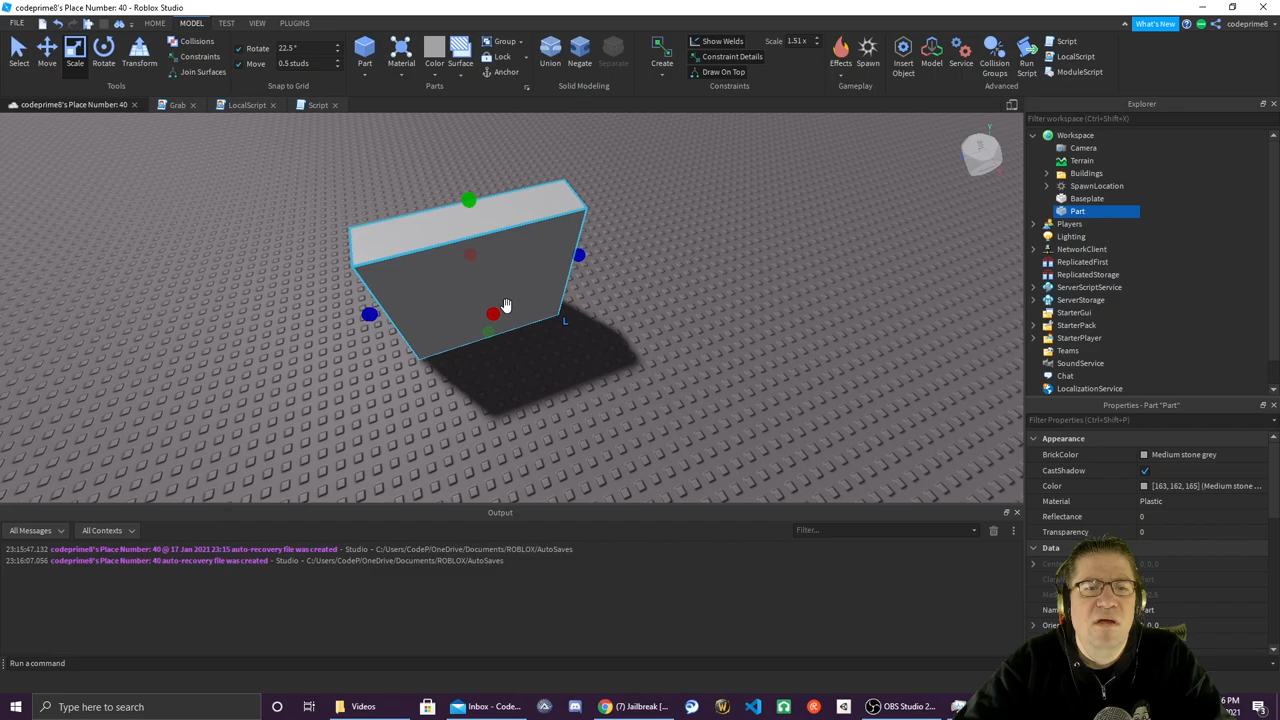 codeprime8's Place Number: 40 - Roblox Studio
FILE HOME MODEL TEST VIEW PLUGINS What's New codeprime8
Select Move Scale Rotate Transform
Collisions
Constraints
Join Surfaces
Tools
Rotate 22.5°
Move 0.5 studs
Snap to Grid
Part Material Color Surface
Group
Lock
Anchor
Parts
Union Negate Separate
Solid Modeling
Create
Show Welds Scale 1.51 x
Constraint Details
Draw On Top
Constraints
Effects Spawn
Gameplay
Insert Object Model Service Collision Groups Run Script
Script
LocalScript
ModuleScript
Advanced
codeprime8's Place Number: 40 Grab LocalScript Script
Y
L
Explorer
Filter workspace (Ctrl+Shift+X)
Workspace
Camera
Terrain
Buildings
SpawnLocation
Baseplate
Part
Players
Lighting
NetworkClient
ReplicatedFirst
ReplicatedStorage
ServerScriptService
ServerStorage
StarterGui
StarterPack
StarterPlayer
Teams
SoundService
Chat
LocalizationService
Properties - Part "Part"
Filter Properties (Ctrl+Shift+P)
Appearance
BrickColor Medium stone grey
CastShadow
Color [163, 162, 165] (Medium stone ...
Material Plastic
Reflectance 0
Transparency 0
Data
0, 0, 0
Part
0, 0, 0
Output
All Messages All Contexts Filter...
23:15:47.132 codeprime8's Place Number: 40 @ 17 Jan 2021 23:15 auto-recovery file was created - Studio - C:/Users/CodeP/OneDrive/Documents/ROBLOX/AutoSaves
23:16:07.056 codeprime8's Place Number: 40 auto-recovery file was created - Studio - C:/Users/CodeP/OneDrive/Documents/ROBLOX/AutoSaves
Run a command
Type here to search Videos Inbox - Code... (7) Jailbreak [... OBS Studio 2...